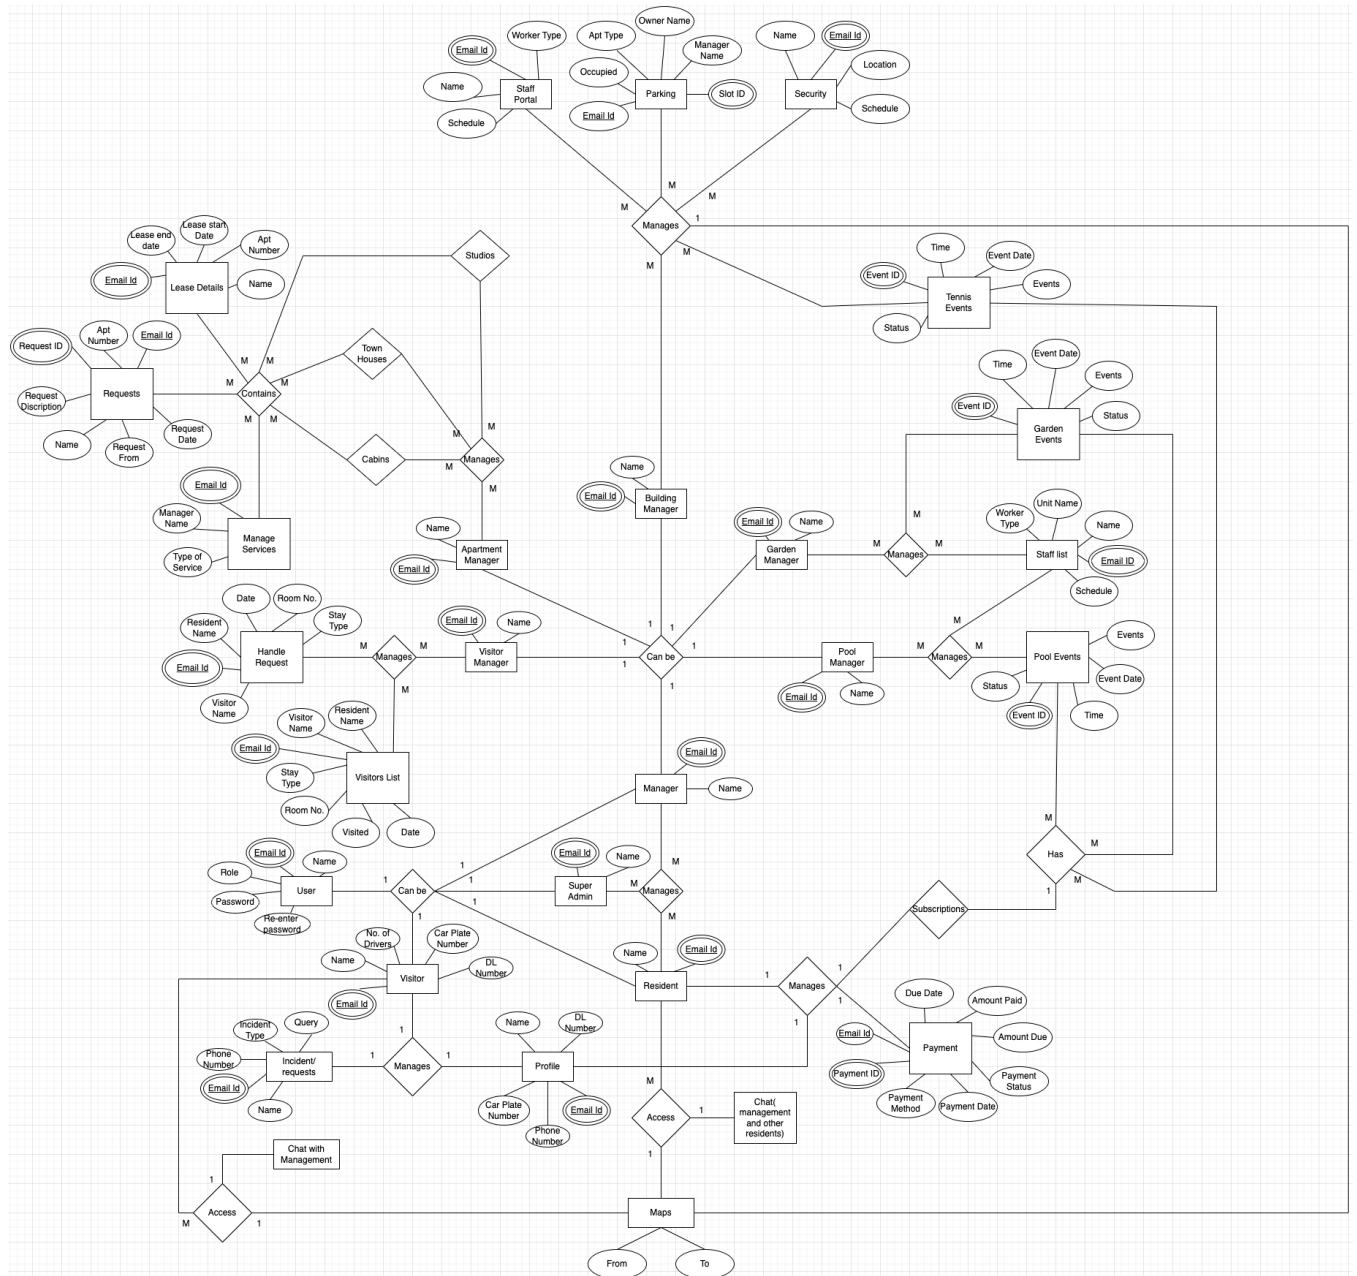 Owner Name
Worker Type
Apt Type
Name
Email Id
Email Id
Manager
Name
Location
Occupied
Name
Staff
Portal
Parking
Slot ID
Security
Schedule
Email Id
Schedule
M
M
M
Manages
1
M
M
Lease end
date
Lease start
Date
Apt
Number
Email Id
Lease Details
Name
Studios
Time
Event Date
Event ID
Events
Tennis
Events
Status
Request ID
Apt
Number
Email Id
Requests
Request
Discription
Name
Request
From
Request
Date
M
M
M
M
Contains
M
M
Town
Houses
Cabins
M
M
M
Manages
M
Time
Event Date
Events
Event ID
Status
Garden
Events
Email Id
Manager
Name
Type of
Service
Manage
Services
Name
Email Id
Apartment
Manager
Name
Email Id
Building
Manager
Email Id
Name
Garden
Manager
M
M
M
Manages
Worker
Type
Unit Name
Name
Staff list
Email ID
Schedule
Date
Room No.
Resident
Name
Stay
Type
Email Id
Handle
Request
Visitor
Name
M
Manages
M
M
Email Id
Name
Visitor
Manager
1
1
1
1
Can be
1
1
Pool
Manager
Email Id
Name
M
M
M
Manages
Pool Events
Events
Event Date
Status
Event ID
Time
Visitor
Name
Resident
Name
Email Id
Stay
Type
Room No.
Visitors List
Visited
Date
Email Id
Manager
Name
M
Has
M
1
M
Email Id
Name
Role
User
Password
Re-enter
password
1
Can be
1
1
1
1
Email Id
Name
Super
Admin
M
M
Manages
M
Subscriptions
No. of
Drivers
Car Plate
Number
Name
DL
Number
Visitor
Email Id
Name
Email Id
Resident
1
Manages
1
1
1
Due Date
Amount Paid
Email Id
Amount Due
Payment
Payment ID
Payment
Status
Payment
Method
Payment Date
Incident
Type
Query
Phone
Number
Incident/
requests
Email Id
Name
1
1
Manages
1
Name
DL
Number
Profile
Car Plate
Number
Phone
Number
Email Id
M
Access
1
1
Chat(
management
and other
residents)
Chat with
Management
1
M
Access
1
Maps
From
To